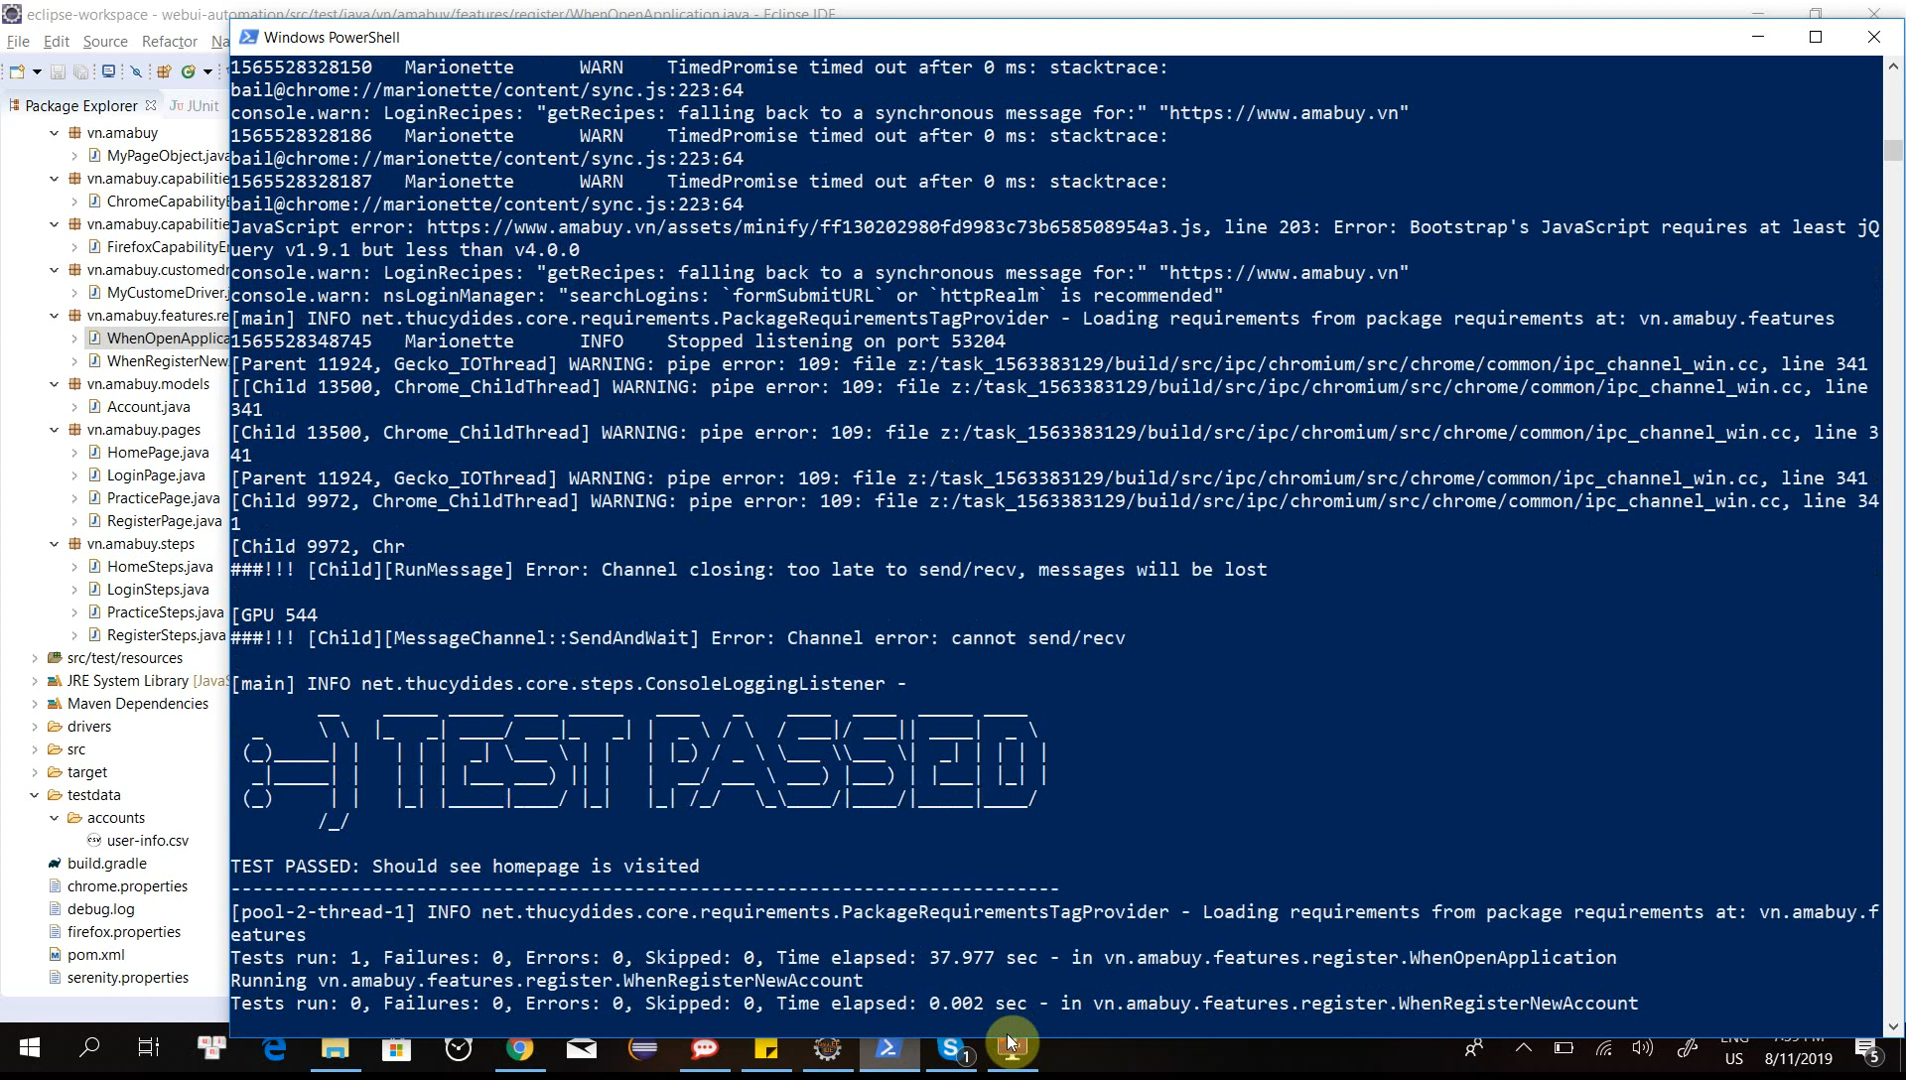 eclipse-workspace - webui-automation/src/test/java/vn/amabuy/features/register/WhenOpenApplication.java - Eclipse IDE
File Edit Source Refactor Na
Windows PowerShell
Package Explorer
JUnit
vn.amabuy
MyPageObject.java
vn.amabuy.capabilitie
ChromeCapabilityE
vn.amabuy.capabilitie
FirefoxCapabilityEn
vn.amabuy.customedr
MyCustomeDriver.j
vn.amabuy.features.re
WhenOpenApplica
WhenRegisterNew
vn.amabuy.models
Account.java
vn.amabuy.pages
HomePage.java
LoginPage.java
PracticePage.java
RegisterPage.java
vn.amabuy.steps
HomeSteps.java
LoginSteps.java
PracticeSteps.java
RegisterSteps.java
src/test/resources
JRE System Library [JavaS
Maven Dependencies
drivers
src
target
testdata
accounts
user-info.csv
build.gradle
chrome.properties
debug.log
firefox.properties
pom.xml
serenity.properties
1565528328150 Marionette WARN TimedPromise timed out after 0 ms: stacktrace:
bail@chrome://marionette/content/sync.js:223:64
console.warn: LoginRecipes: "getRecipes: falling back to a synchronous message for:" "https://www.amabuy.vn"
1565528328186 Marionette WARN TimedPromise timed out after 0 ms: stacktrace:
bail@chrome://marionette/content/sync.js:223:64
1565528328187 Marionette WARN TimedPromise timed out after 0 ms: stacktrace:
bail@chrome://marionette/content/sync.js:223:64
JavaScript error: https://www.amabuy.vn/assets/minify/ff130202980fd9983c73b658508954a3.js, line 203: Error: Bootstrap's JavaScript requires at least jQ
uery v1.9.1 but less than v4.0.0
console.warn: LoginRecipes: "getRecipes: falling back to a synchronous message for:" "https://www.amabuy.vn"
console.warn: nsLoginManager: "searchLogins: `formSubmitURL` or `httpRealm` is recommended"
[main] INFO net.thucydides.core.requirements.PackageRequirementsTagProvider - Loading requirements from package requirements at: vn.amabuy.features
1565528348745 Marionette INFO Stopped listening on port 53204
[Parent 11924, Gecko_IOThread] WARNING: pipe error: 109: file z:/task_1563383129/build/src/ipc/chromium/src/chrome/common/ipc_channel_win.cc, line 341
[[Child 13500, Chrome_ChildThread] WARNING: pipe error: 109: file z:/task_1563383129/build/src/ipc/chromium/src/chrome/common/ipc_channel_win.cc, line
341
[Child 13500, Chrome_ChildThread] WARNING: pipe error: 109: file z:/task_1563383129/build/src/ipc/chromium/src/chrome/common/ipc_channel_win.cc, line 3
41
[Parent 11924, Gecko_IOThread] WARNING: pipe error: 109: file z:/task_1563383129/build/src/ipc/chromium/src/chrome/common/ipc_channel_win.cc, line 341
[Child 9972, Chrome_ChildThread] WARNING: pipe error: 109: file z:/task_1563383129/build/src/ipc/chromium/src/chrome/common/ipc_channel_win.cc, line 34
1
[Child 9972, Chr
###!!! [Child][RunMessage] Error: Channel closing: too late to send/recv, messages will be lost
[GPU 544
###!!! [Child][MessageChannel::SendAndWait] Error: Channel error: cannot send/recv
[main] INFO net.thucydides.core.steps.ConsoleLoggingListener -
:-) TEST PASSED
TEST PASSED: Should see homepage is visited
----------------------------------------------------------------------------
[pool-2-thread-1] INFO net.thucydides.core.requirements.PackageRequirementsTagProvider - Loading requirements from package requirements at: vn.amabuy.f
eatures
Tests run: 1, Failures: 0, Errors: 0, Skipped: 0, Time elapsed: 37.977 sec - in vn.amabuy.features.register.WhenOpenApplication
Running vn.amabuy.features.register.WhenRegisterNewAccount
Tests run: 0, Failures: 0, Errors: 0, Skipped: 0, Time elapsed: 0.002 sec - in vn.amabuy.features.register.WhenRegisterNewAccount
1
US
8/11/2019
5